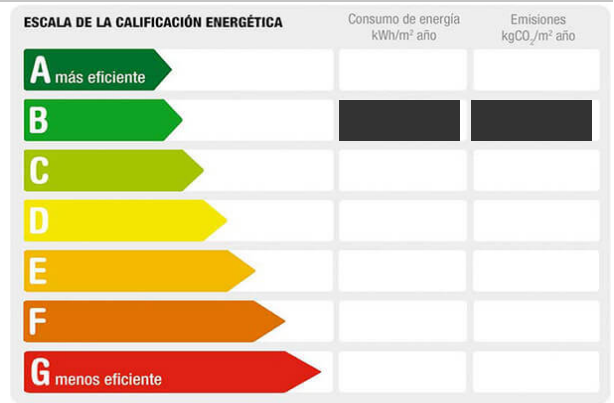 ESCALA DE LA CALIFICACIÓN ENERGÉTICA
Consumo de energía
kWh/m² año
Emisiones
kgCO₂/m² año
A más eficiente
B
C
D
E
F
G menos eficiente